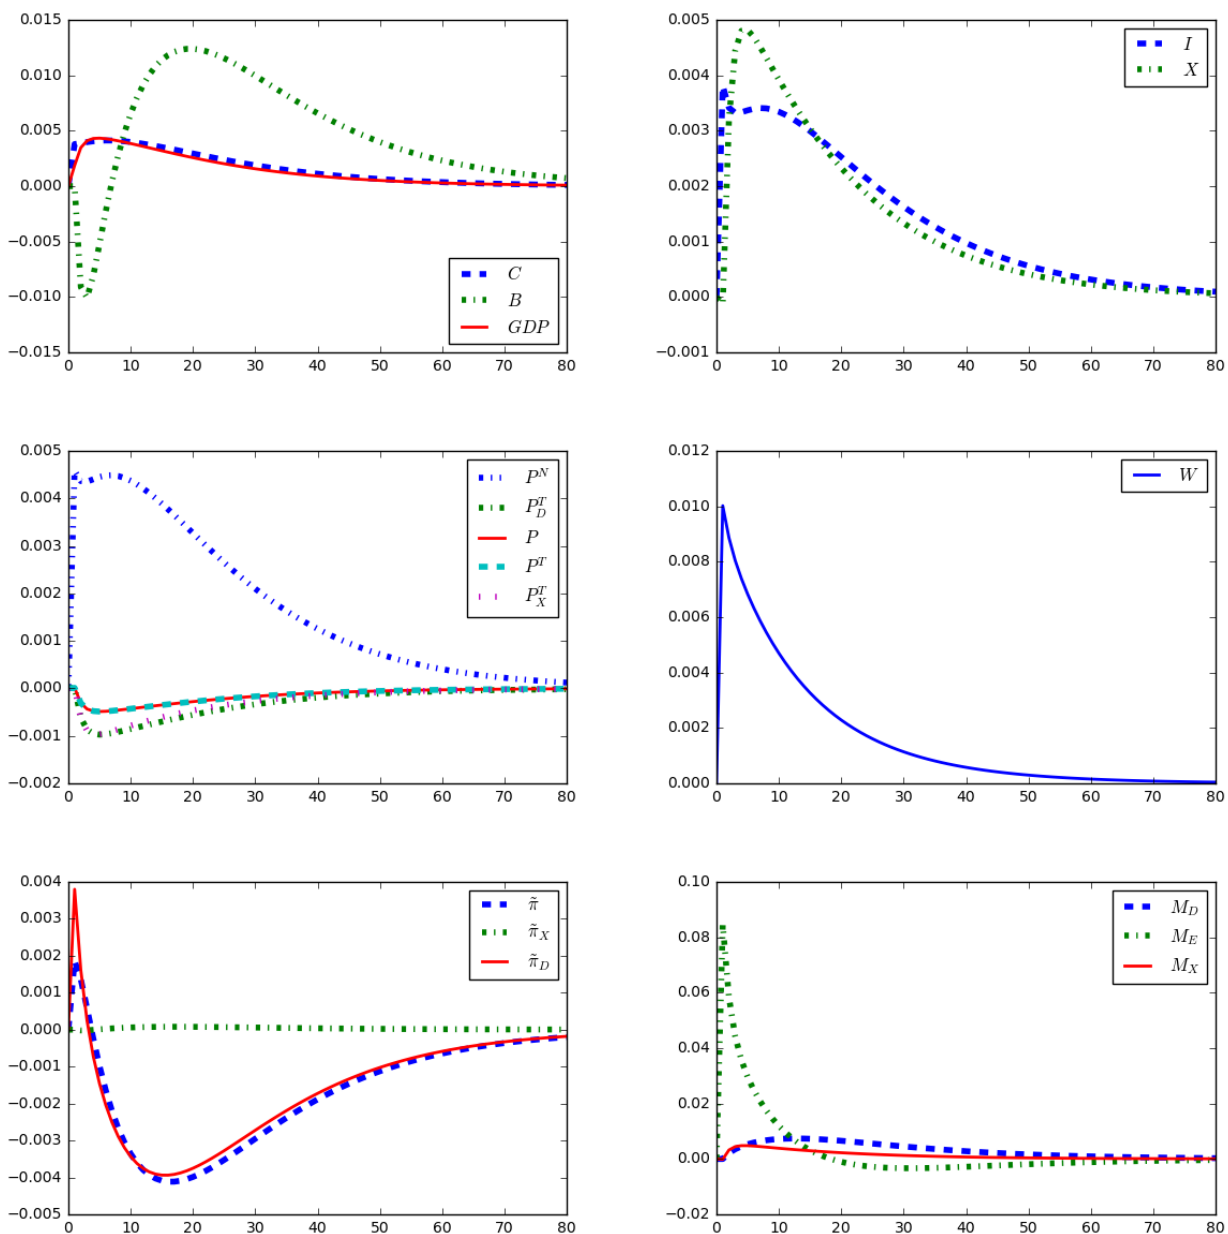 0.015
0.010
0.005
0.000
−0.005
−0.010
−0.015
0 10 20 30 40 50 60 70 80
C
B
GDP
0.005
0.004
0.003
0.002
0.001
0.000
−0.001
0 10 20 30 40 50 60 70 80
I
X
0.005
0.004
0.003
0.002
0.001
0.000
−0.001
−0.002
0 10 20 30 40 50 60 70 80
P^N
P_D^T
P
P^T
P_X^T
0.012
0.010
0.008
0.006
0.004
0.002
0.000
0 10 20 30 40 50 60 70 80
W
0.004
0.003
0.002
0.001
0.000
−0.001
−0.002
−0.003
−0.004
−0.005
0 10 20 30 40 50 60 70 80
π̃
π̃_X
π̃_D
0.10
0.08
0.06
0.04
0.02
0.00
−0.02
0 10 20 30 40 50 60 70 80
M_D
M_E
M_X